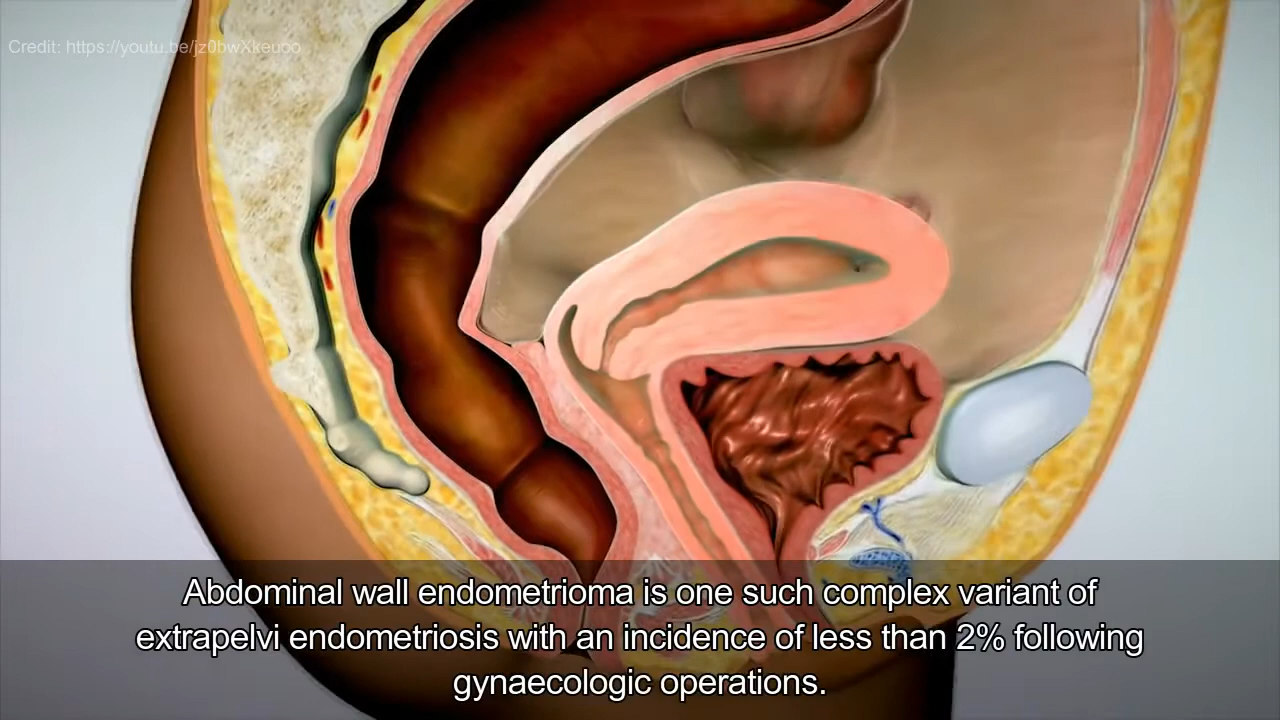 Credit: https://youtu.be/jz0bwXkeuoo
Abdominal wall endometrioma is one such complex variant of
extrapelvi endometriosis with an incidence of less than 2% following
gynaecologic operations.